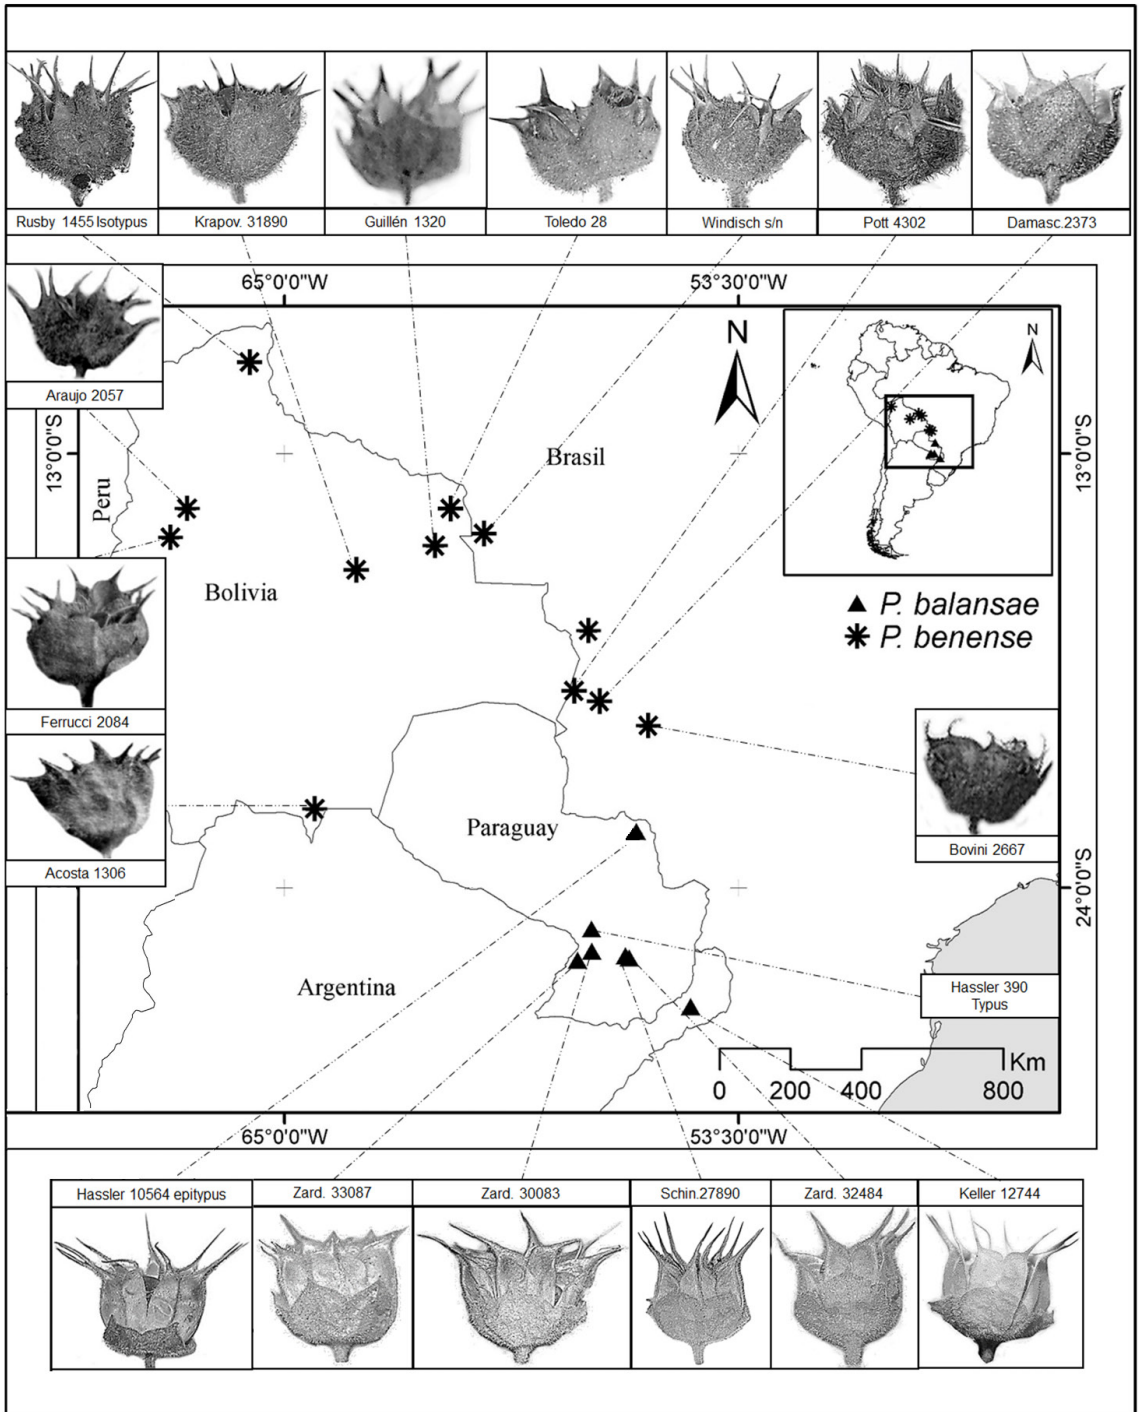 Rusby 1455 Isotypus
Krapov. 31890
Guillén 1320
Toledo 28
Windisch s/n
Pott 4302
Damasc.2373
65°0'0"W
53°30'0"W
N
N
Araujo 2057
13°0'0"S
Peru
Brasil
13°0'0"S
Bolivia
P. balansae
P. benense
Ferrucci 2084
Acosta 1306
Paraguay
Bovini 2667
24°0'0"S
Argentina
Hassler 390
Typus
Km
0 200 400 800
65°0'0"W
53°30'0"W
Hassler 10564 epitypus
Zard. 33087
Zard. 30083
Schin.27890
Zard. 32484
Keller 12744